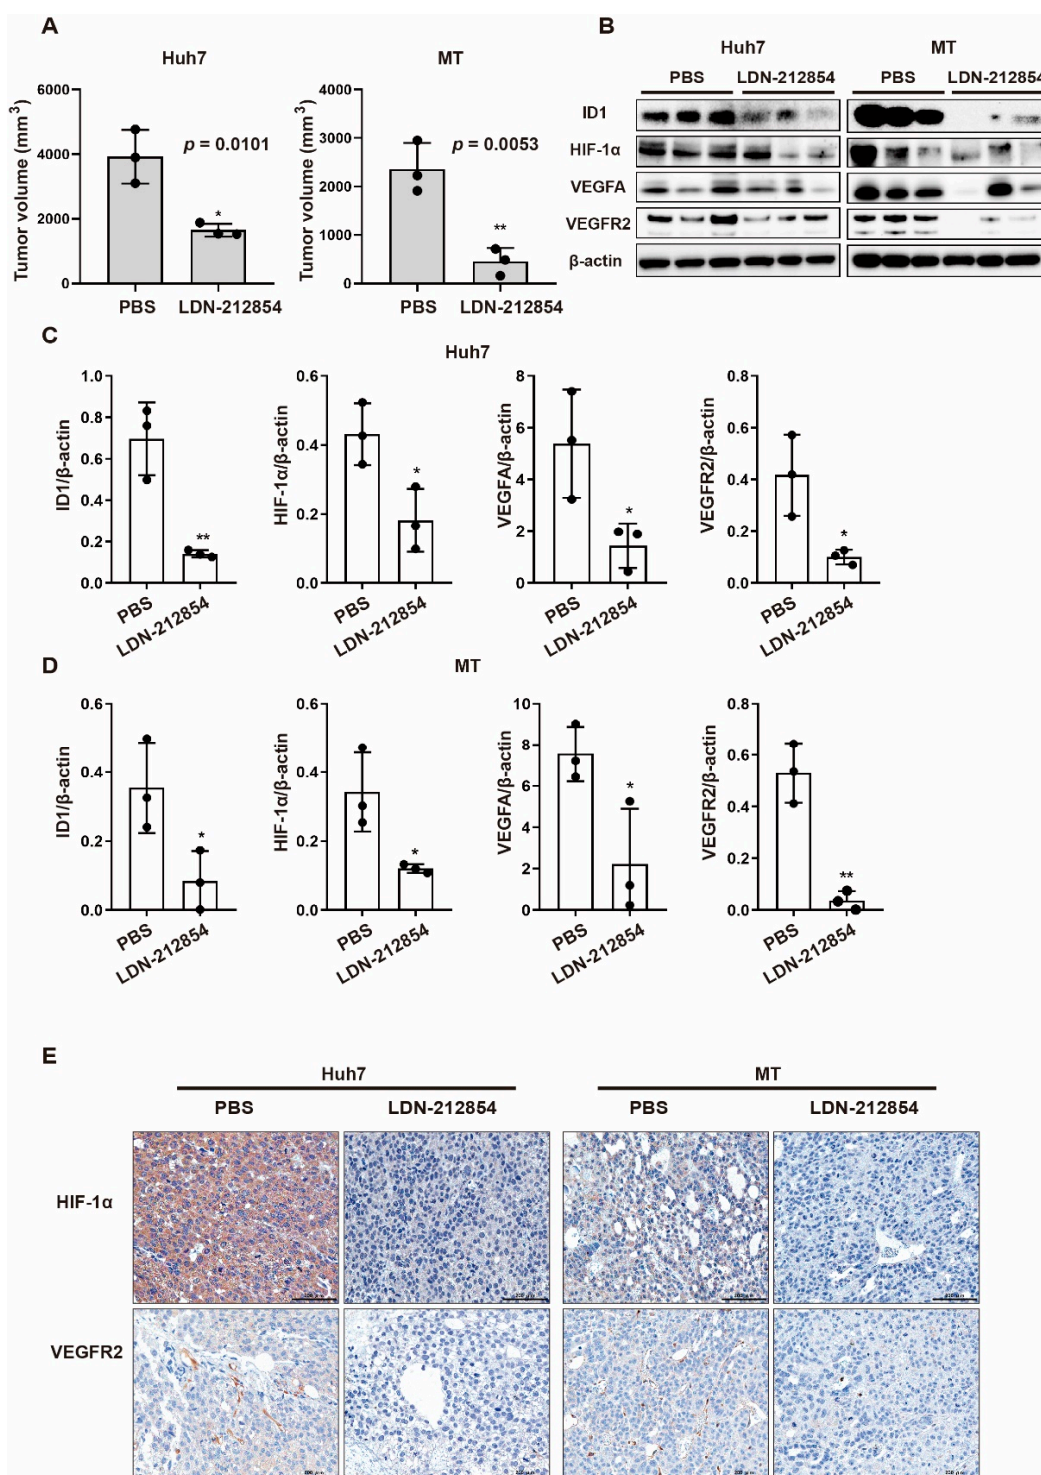 A
B
Huh7
MT
Huh7
MT
PBS
LDN-212854
PBS
LDN-212854
Tumor volume (mm³)
6000
4000
2000
0
p = 0.0101
*
PBS
LDN-212854
Tumor volume (mm³)
4000
3000
2000
1000
0
p = 0.0053
**
PBS
LDN-212854
ID1
HIF-1α
VEGFA
VEGFR2
β-actin
C
Huh7
ID1/β-actin
1.0
0.8
0.6
0.4
0.2
0.0
**
PBS
LDN-212854
HIF-1α/β-actin
0.6
0.4
0.2
0.0
*
PBS
LDN-212854
VEGFA/β-actin
8
6
4
2
0
*
PBS
LDN-212854
VEGFR2/β-actin
0.8
0.6
0.4
0.2
0.0
*
PBS
LDN-212854
D
MT
ID1/β-actin
0.6
0.4
0.2
0.0
*
PBS
LDN-212854
HIF-1α/β-actin
0.6
0.4
0.2
0.0
*
PBS
LDN-212854
VEGFA/β-actin
10
8
6
4
2
0
*
PBS
LDN-212854
VEGFR2/β-actin
0.8
0.6
0.4
0.2
0.0
**
PBS
LDN-212854
E
Huh7
MT
PBS
LDN-212854
PBS
LDN-212854
HIF-1α
VEGFR2